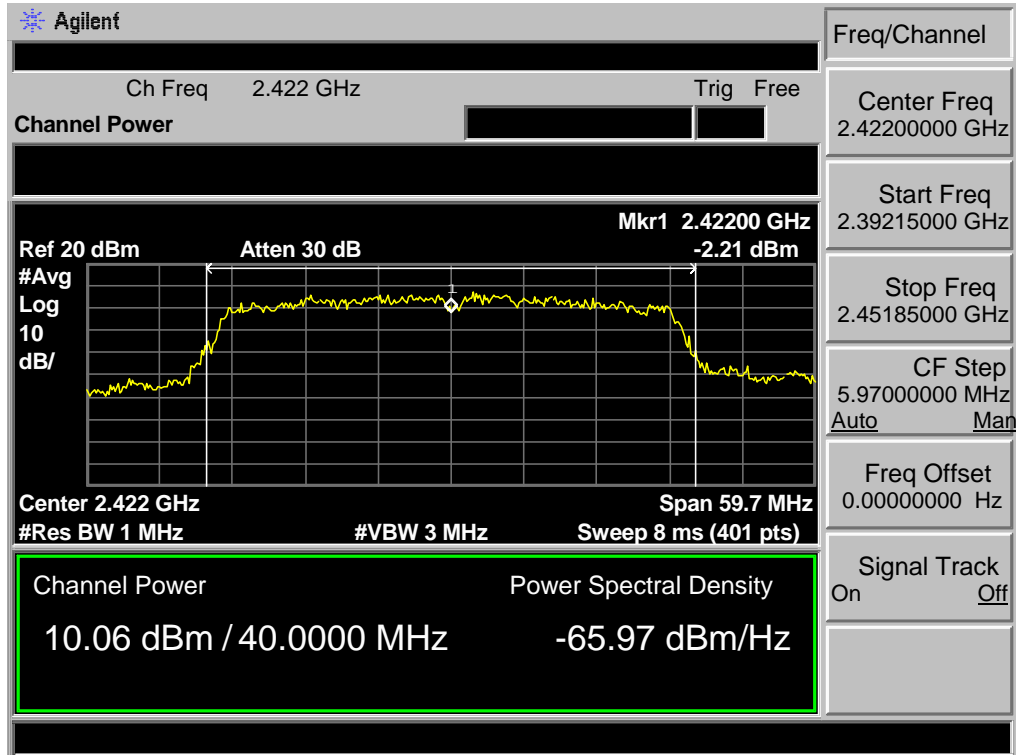 Agilent
Freq/Channel
Ch Freq 2.422 GHz Trig Free
Channel Power
Center Freq
2.42200000 GHz
Start Freq
2.39215000 GHz
Stop Freq
2.45185000 GHz
CF Step
5.97000000 MHz
Auto Man
Freq Offset
0.00000000 Hz
Signal Track
On Off
Mkr1 2.42200 GHz
Ref 20 dBm Atten 30 dB -2.21 dBm
#Avg
Log
10
dB/
1
Center 2.422 GHz Span 59.7 MHz
#Res BW 1 MHz #VBW 3 MHz Sweep 8 ms (401 pts)
Channel Power Power Spectral Density
10.06 dBm / 40.0000 MHz -65.97 dBm/Hz